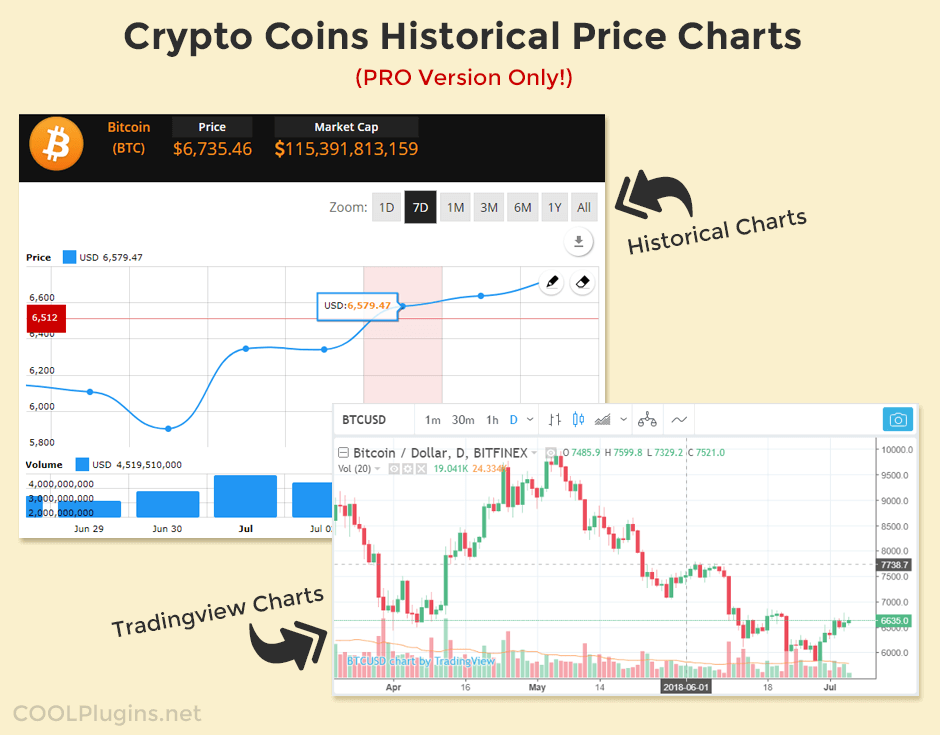 Crypto Coins Historical Price Charts
(PRO Version Only!)
Bitcoin
(BTC)
Price
$6,735.46
Market Cap
$115,391,813,159
Zoom: 1D 7D 1M 3M 6M 1Y All
Historical Charts
Price USD 6,579.47
6,600
6,512
6,400
6,200
6,000
5,800
USD:6,579.47
Volume USD 4,519,510,000
4,000,000,000
3,000,000,000
2,000,000,000
Jun 29 Jun 30 Jul Jul 0
BTCUSD 1m 30m 1h D
Bitcoin / Dollar, D, BITFINEX O 7485.9 H 7599.8 L 7329.2 C 7521.0
Vol (20) 19.041K 24.334K
10000.0
9500.0
9000.0
8500.0
8000.0
7738.7
7500.0
7000.0
6635.0
6500.0
6000.0
BTCUSD chart by TradingView
Apr 16 May 14 2018-06-01 18 Jul
Tradingview Charts
COOLPlugins.net